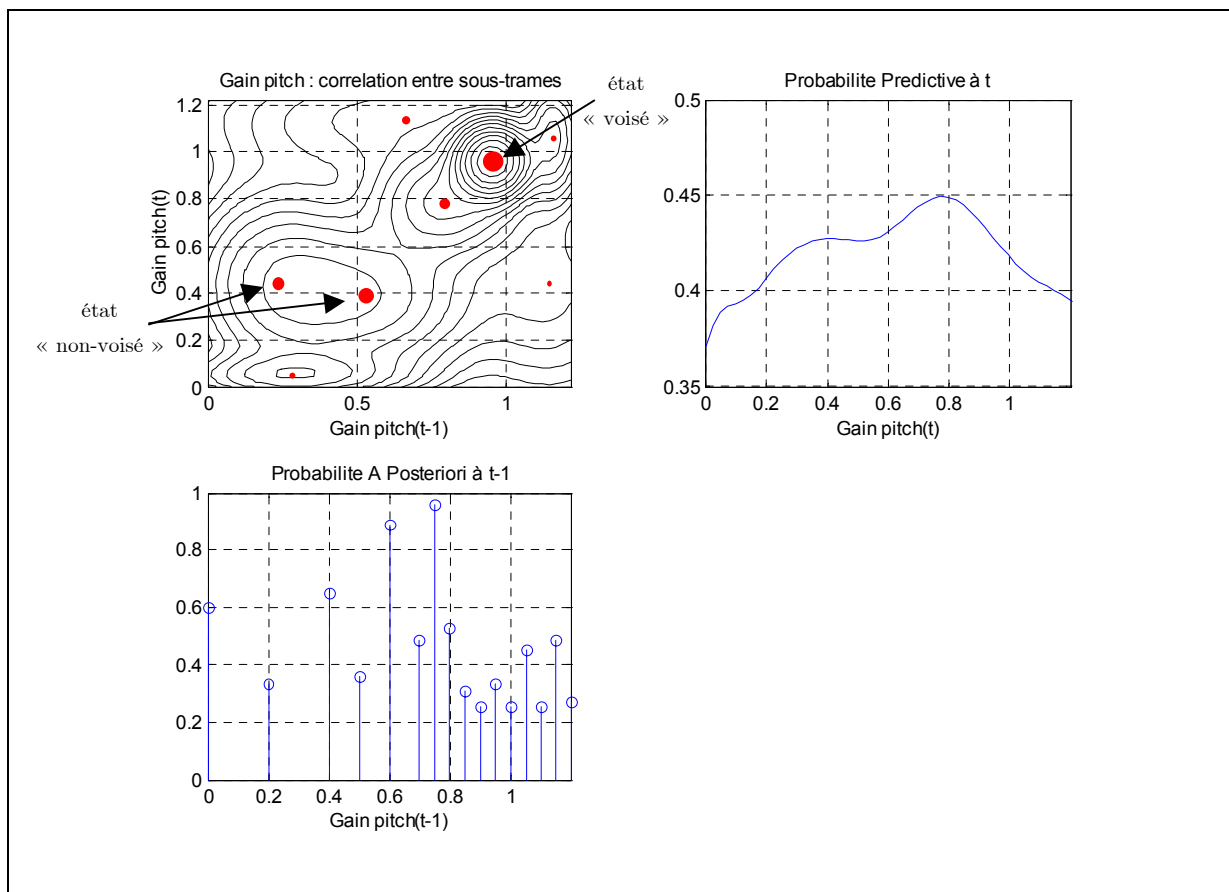 Gain pitch : correlation entre sous-trames
état
« voisé »
1.2
1
0.8
0.6
0.4
0.2
0
Gain pitch(t)
0
0.5
1
Gain pitch(t-1)
état
« non-voisé »
Probabilite Predictive à t
0.5
0.45
0.4
0.35
0
0.2
0.4
0.6
0.8
1
Gain pitch(t)
Probabilite A Posteriori à t-1
1
0.8
0.6
0.4
0.2
0
0
0.2
0.4
0.6
0.8
1
Gain pitch(t-1)